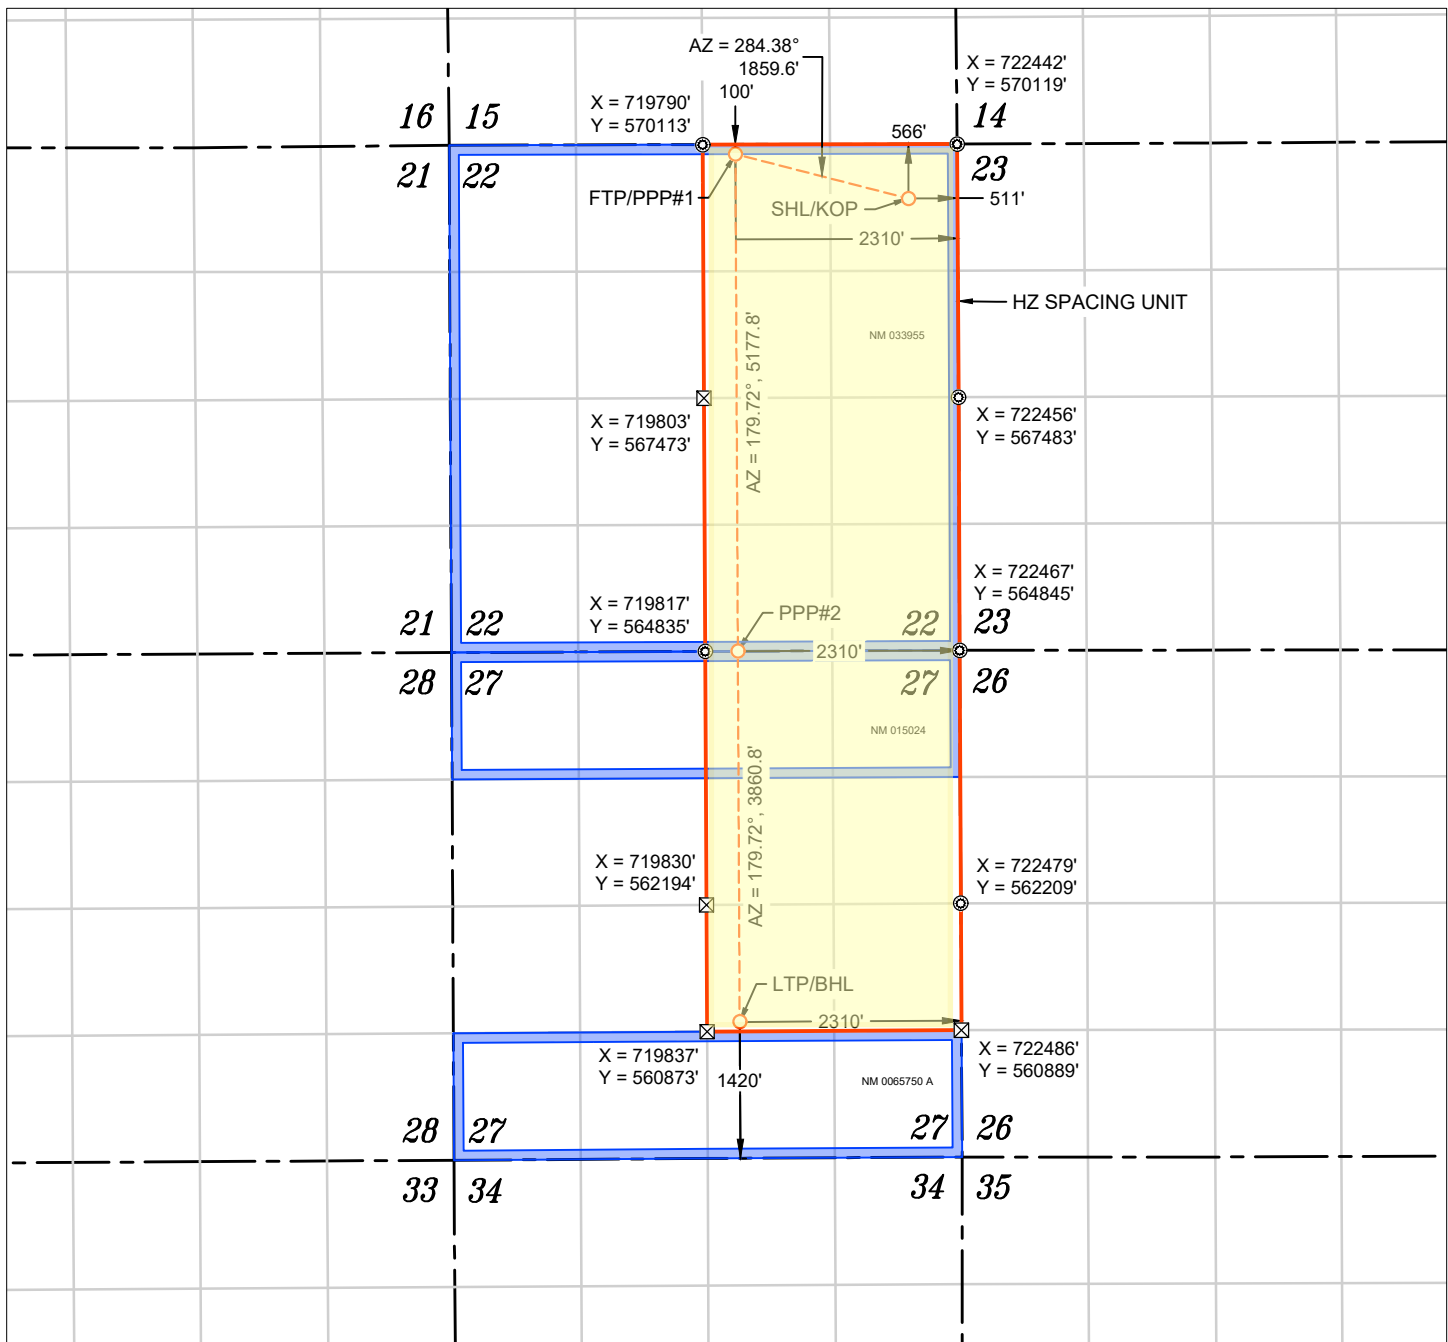 AZ = 284.38°
1859.6'
100'
X = 722442'
Y = 570119'
X = 719790'
Y = 570113'
16 15
14
566'
21 22
23
FTP/PPP#1
SHL/KOP
511'
2310'
HZ SPACING UNIT
NM 033955
AZ = 179.72°, 5177.8'
X = 719803'
Y = 567473'
X = 722456'
Y = 567483'
X = 722467'
Y = 564845'
X = 719817'
Y = 564835'
PPP#2
21 22
22 23
2310'
28 27
27 26
NM 015024
AZ = 179.72°, 3860.8'
X = 719830'
Y = 562194'
X = 722479'
Y = 562209'
LTP/BHL
2310'
X = 719837'
Y = 560873'
1420'
NM 0065750 A
X = 722486'
Y = 560889'
28 27
27 26
33 34
34 35